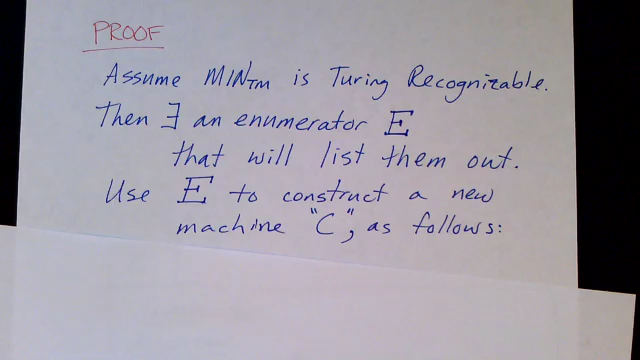 PROOF
Assume MINTM is Turing Recognizable.
Then ∃ an enumerator E
that will list them out.
Use E to construct a new
machine "C", as follows: